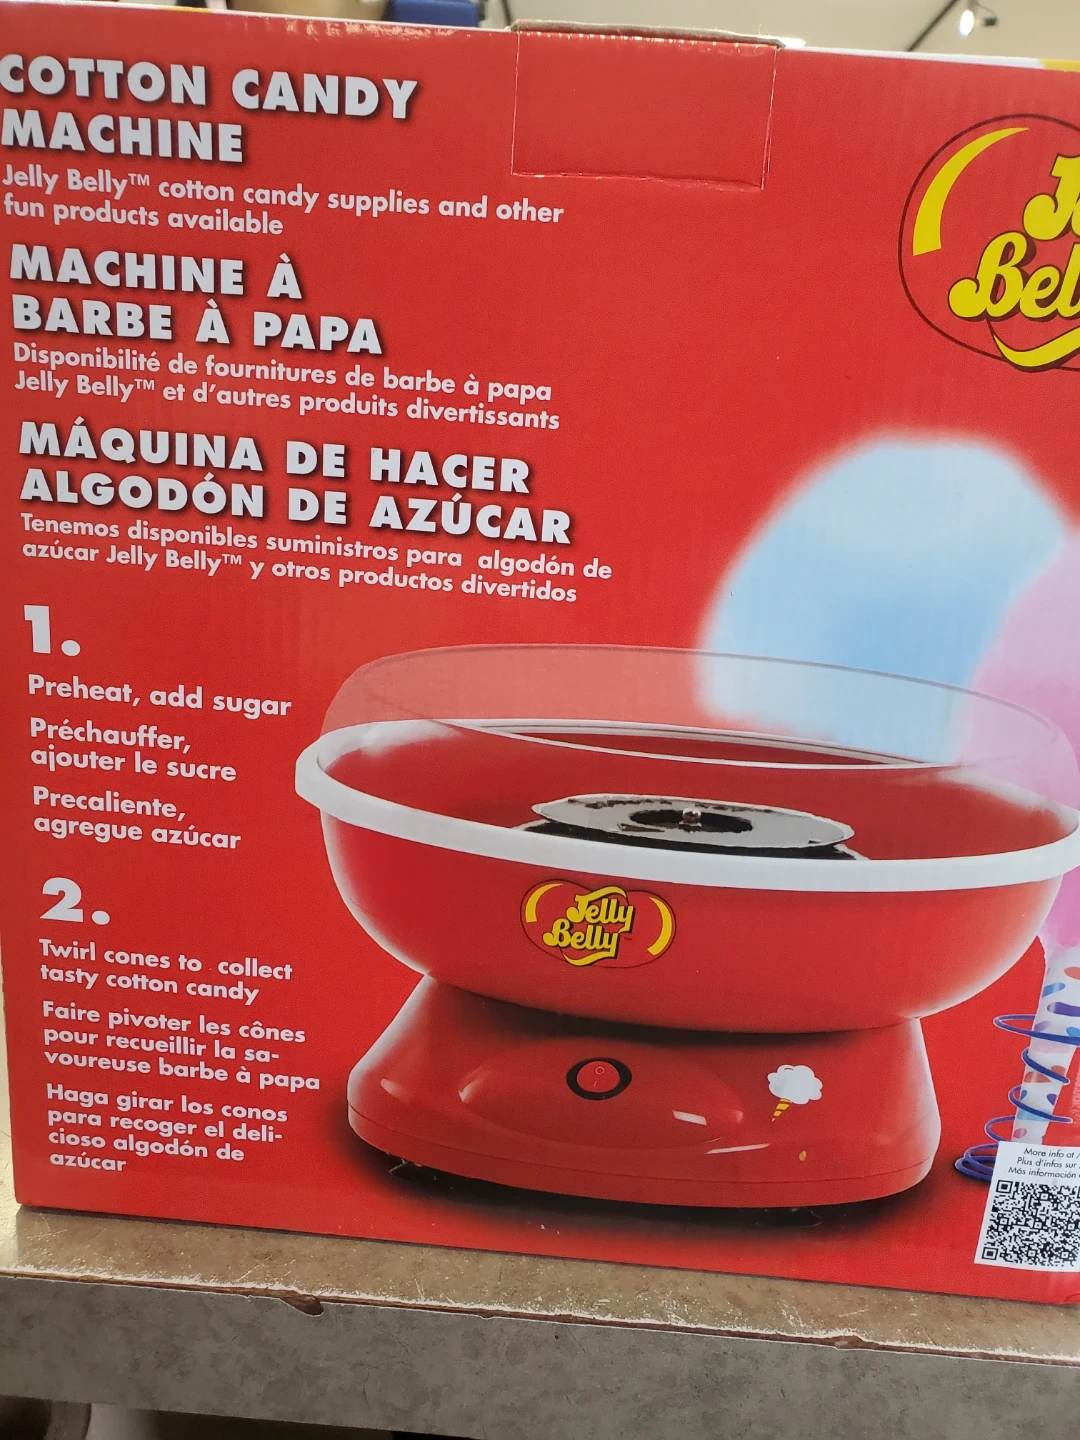 COTTON CANDY
MACHINE
Jelly Belly™ cotton candy supplies and other
fun products available
MACHINE À
BARBE À PAPA
Disponibilité de fournitures de barbe à papa
Jelly Belly™ et d'autres produits divertissants
MÁQUINA DE HACER
ALGODÓN DE AZÚCAR
Tenemos disponibles suministros para algodón de
azúcar Jelly Belly™ y otros productos divertidos
1.
Preheat, add sugar
Préchauffer,
ajouter le sucre
Precaliente,
agregue azúcar
2.
Twirl cones to collect
tasty cotton candy
Faire pivoter les cônes
pour recueillir la sa-
voureuse barbe à papa
Haga girar los conos
para recoger el deli-
cioso algodón de
azúcar
Jelly
Belly
More info at
Plus d'infos sur
Más información